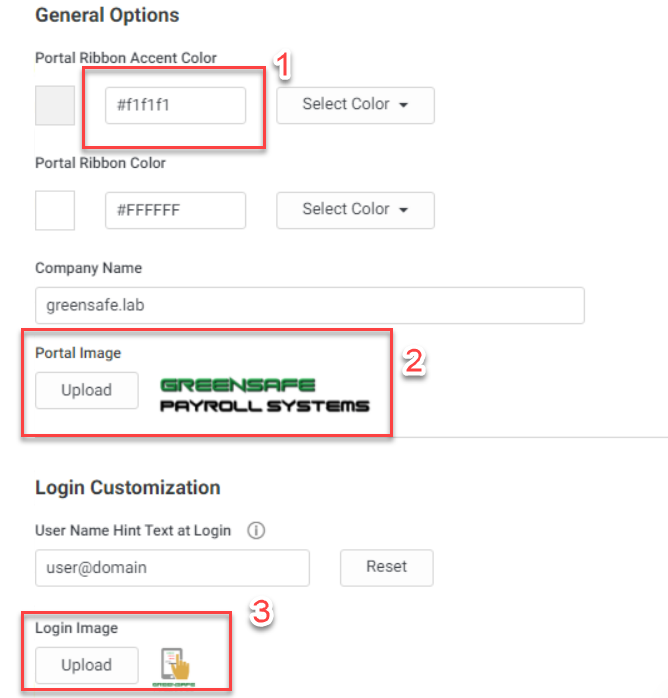 General Options
Portal Ribbon Accent Color
1
#f1f1f1
Select Color
Portal Ribbon Color
#FFFFFF
Select Color
Company Name
greensafe.lab
Portal Image
2
Upload
GREENSAFE
PAYROLL SYSTEMS
Login Customization
User Name Hint Text at Login
user@domain
Reset
3
Login Image
Upload